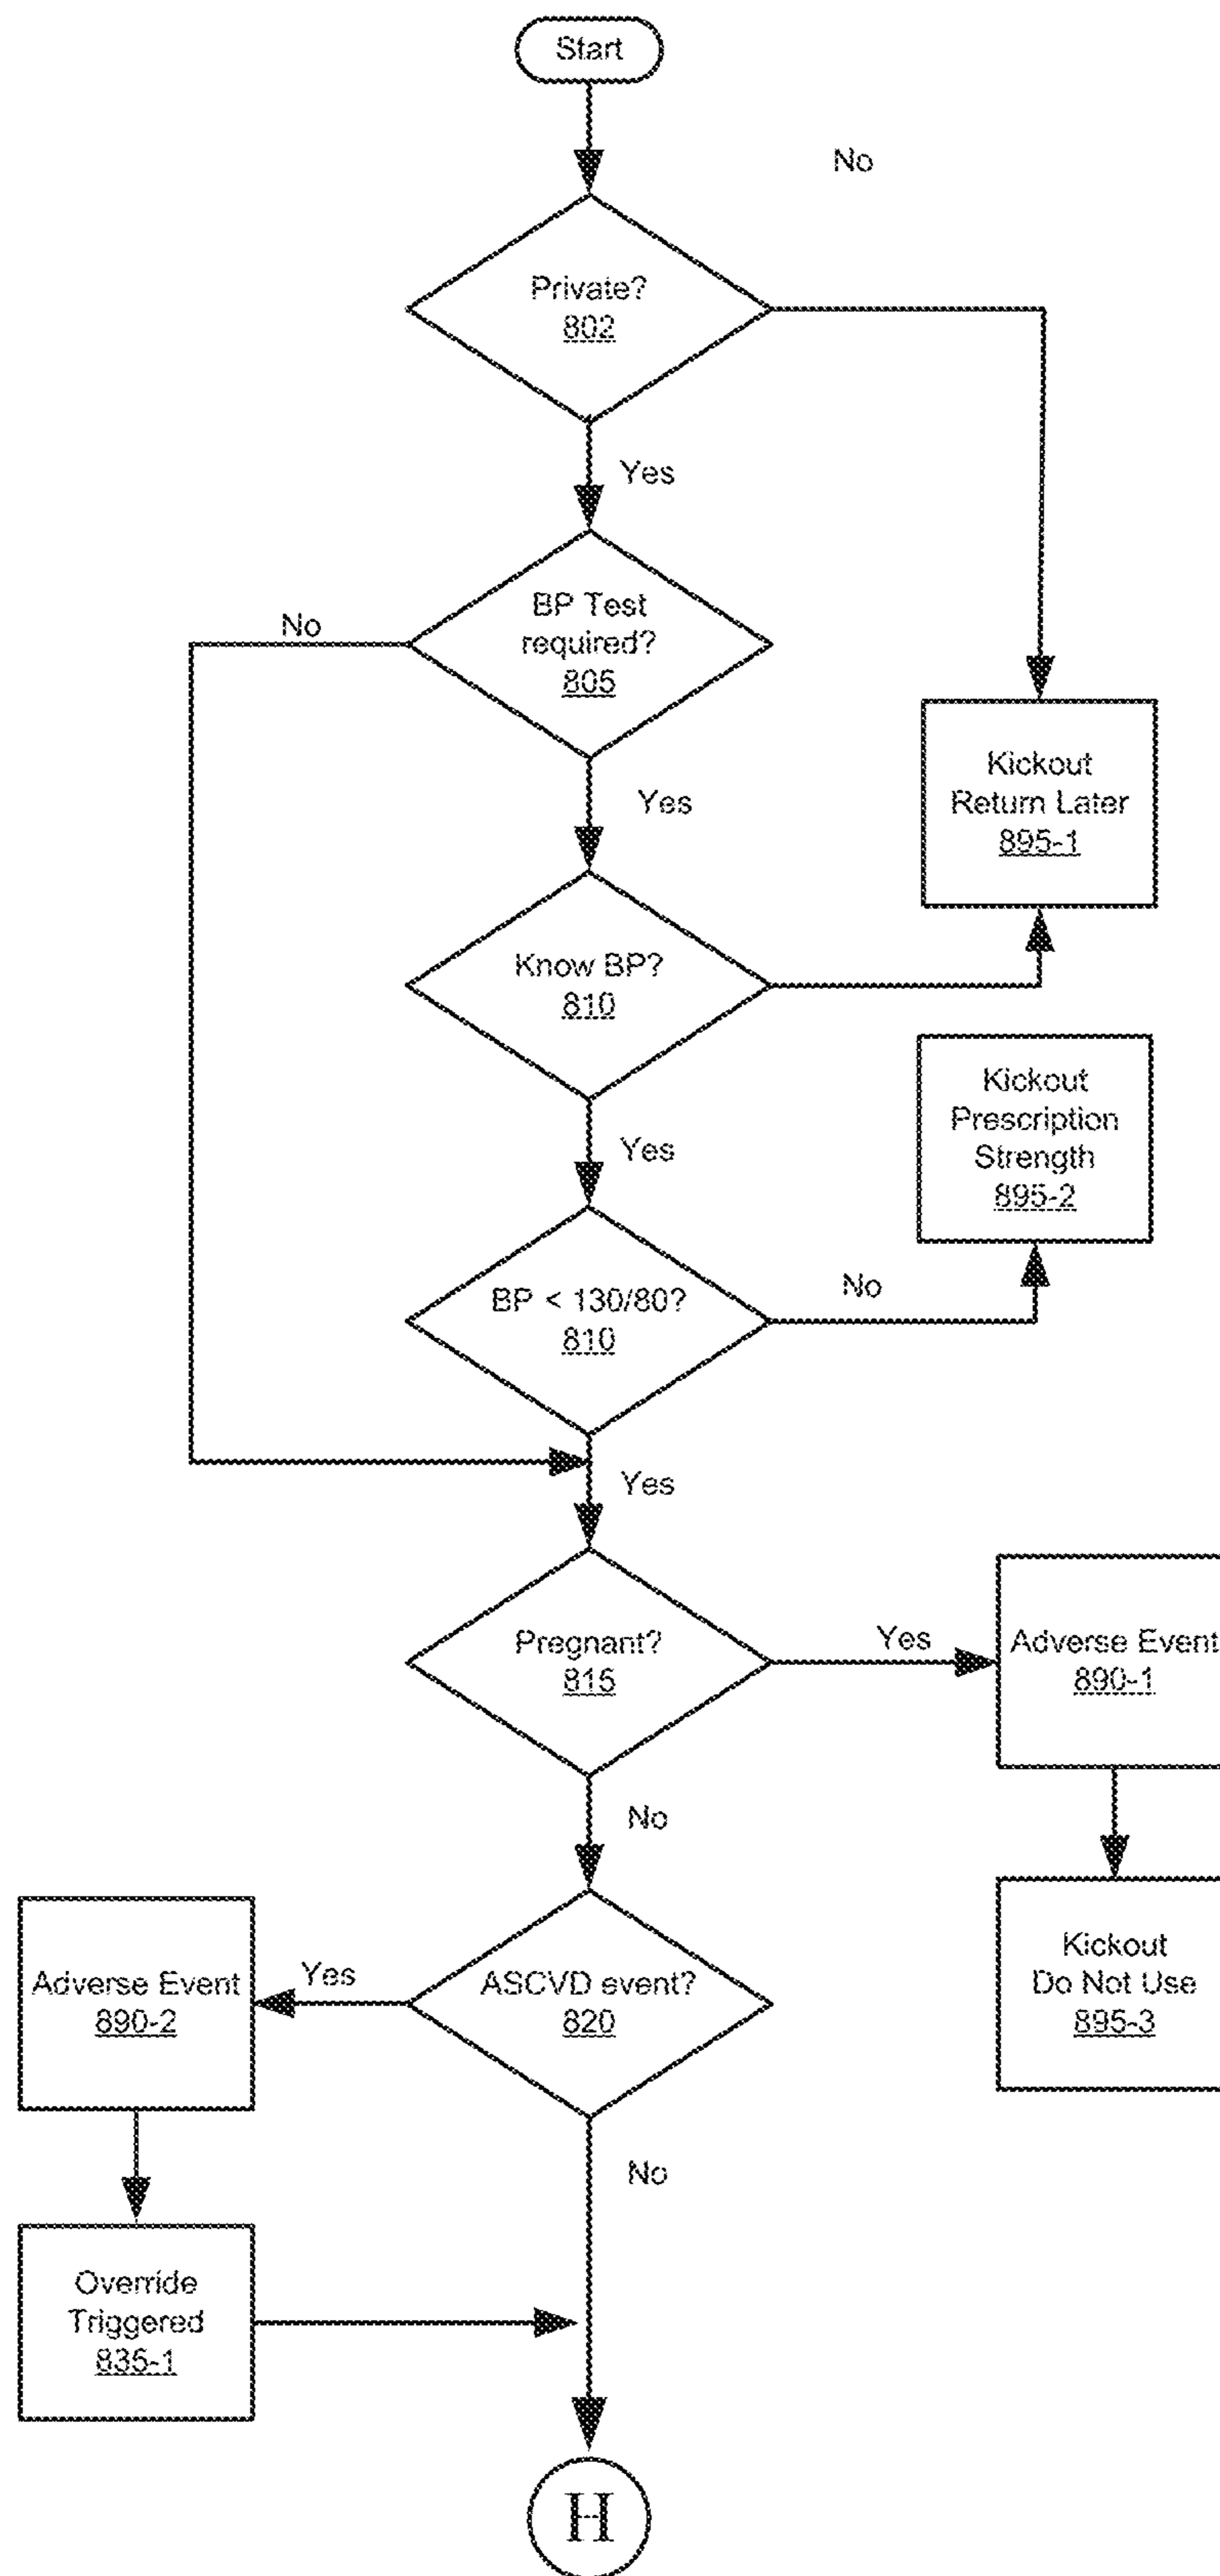 Start
No
Private?
802
Yes
BP Test
required?
805
No
Yes
Kickout
Return Later
895-1
Know BP?
810
Yes
Kickout
Prescription
Strength
895-2
BP < 130/80?
810
No
Yes
Pregnant?
815
Yes
Adverse Event
890-1
No
Kickout
Do Not Use
895-3
ASCVD event?
820
Yes
Adverse Event
890-2
No
Override
Triggered
835-1
H